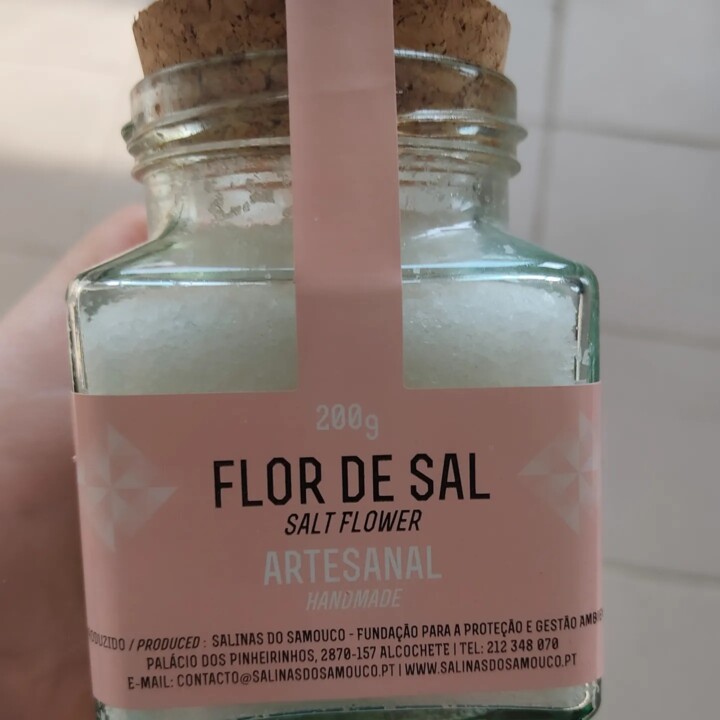 200g
FLOR DE SAL
SALT FLOWER
ARTESANAL
HANDMADE
/ PRODUCED : SALINAS DO SAMOUCO - FUNDAÇÃO PARA A PROTEÇÃO E GESTÃO
PALÁCIO DOS PINHEIRINHOS, 2870-157 ALCOCHETE | TEL: 212 348 070
E-MAIL: CONTACTO@SALINASDOSAMOUCO.PT | WWW.SALINASDOSAMOUCO.PT